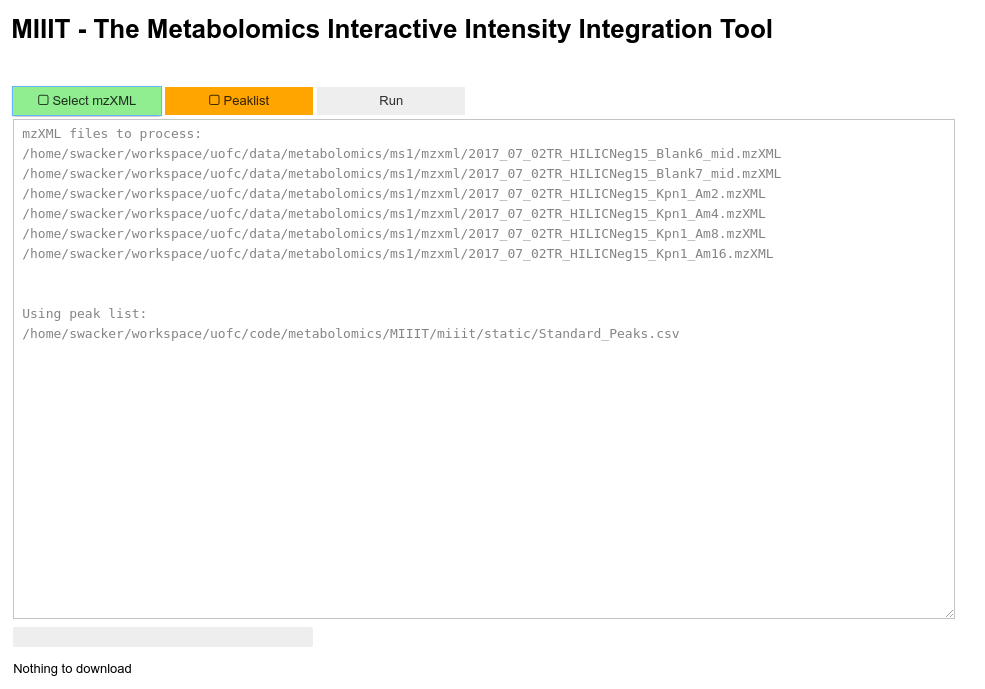 MIIIT - The Metabolomics Interactive Intensity Integration Tool
Select mzXML Peaklist Run
mzXML files to process:
/home/swacker/workspace/uofc/data/metabolomics/ms1/mzxml/2017_07_02TR_HILICNeg15_Blank6_mid.mzXML
/home/swacker/workspace/uofc/data/metabolomics/ms1/mzxml/2017_07_02TR_HILICNeg15_Blank7_mid.mzXML
/home/swacker/workspace/uofc/data/metabolomics/ms1/mzxml/2017_07_02TR_HILICNeg15_Kpn1_Am2.mzXML
/home/swacker/workspace/uofc/data/metabolomics/ms1/mzxml/2017_07_02TR_HILICNeg15_Kpn1_Am4.mzXML
/home/swacker/workspace/uofc/data/metabolomics/ms1/mzxml/2017_07_02TR_HILICNeg15_Kpn1_Am8.mzXML
/home/swacker/workspace/uofc/data/metabolomics/ms1/mzxml/2017_07_02TR_HILICNeg15_Kpn1_Am16.mzXML
Using peak list:
/home/swacker/workspace/uofc/code/metabolomics/MIIIT/miiit/static/Standard_Peaks.csv
Nothing to download